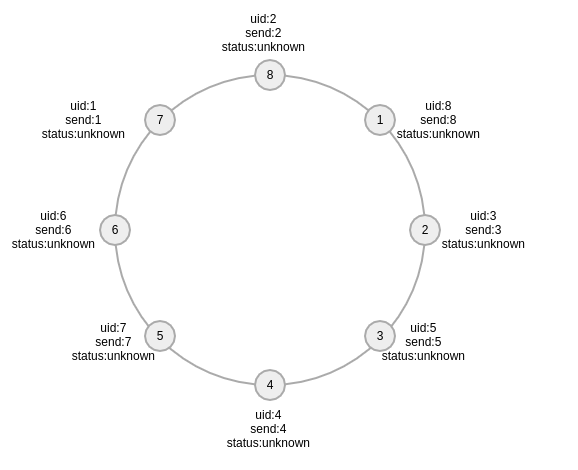 uid:2
send:2
status:unknown
8
uid:1
send:1
status:unknown
7
1
uid:8
send:8
status:unknown
uid:6
send:6
status:unknown
6
2
uid:3
send:3
status:unknown
uid:7
send:7
status:unknown
5
3
uid:5
send:5
status:unknown
4
uid:4
send:4
status:unknown